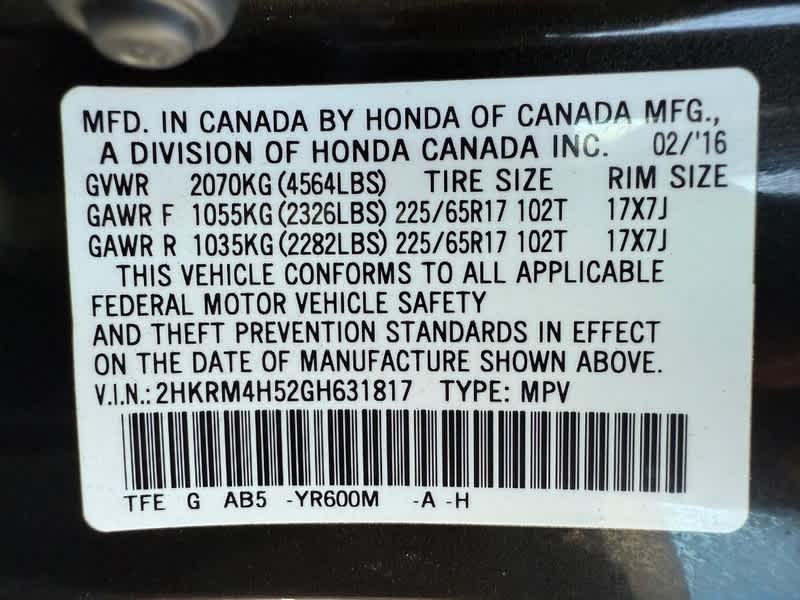 MFD. IN CANADA BY HONDA OF CANADA MFG.,
A DIVISION OF HONDA CANADA INC. 02/'16
GVWR 2070KG (4564LBS) TIRE SIZE RIM SIZE
GAWR F 1055KG (2326LBS) 225/65R17 102T 17X7J
GAWR R 1035KG (2282LBS) 225/65R17 102T 17X7J
THIS VEHICLE CONFORMS TO ALL APPLICABLE
FEDERAL MOTOR VEHICLE SAFETY
AND THEFT PREVENTION STANDARDS IN EFFECT
ON THE DATE OF MANUFACTURE SHOWN ABOVE.
V.I.N.: 2HKRM4H52GH631817 TYPE: MPV
TFE G AB5 -YR600M -A -H